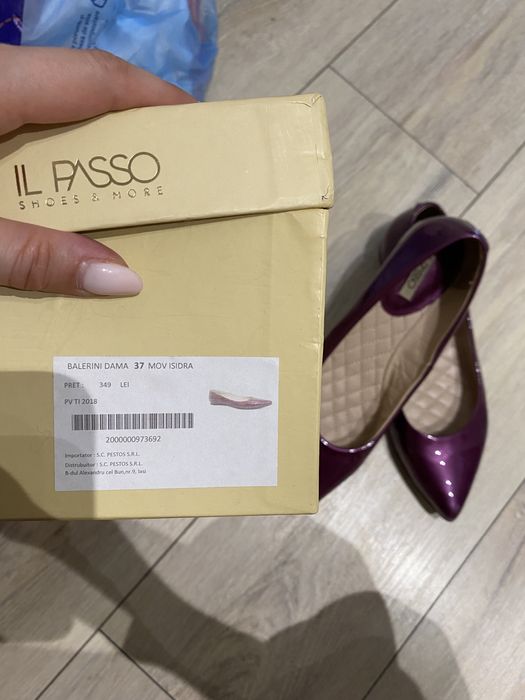 IL PASSO
SHOES & MORE
BALERINI DAMA 37 MOV ISIDRA
PRET : 349 LEI
PV TI 2018
2000000973692
Importator : S.C. PESTOS S.R.L.
Distrubuitor : S.C. PESTOS S.R.L.
B-dul Alexandru cel Bun,nr.9, Iasi